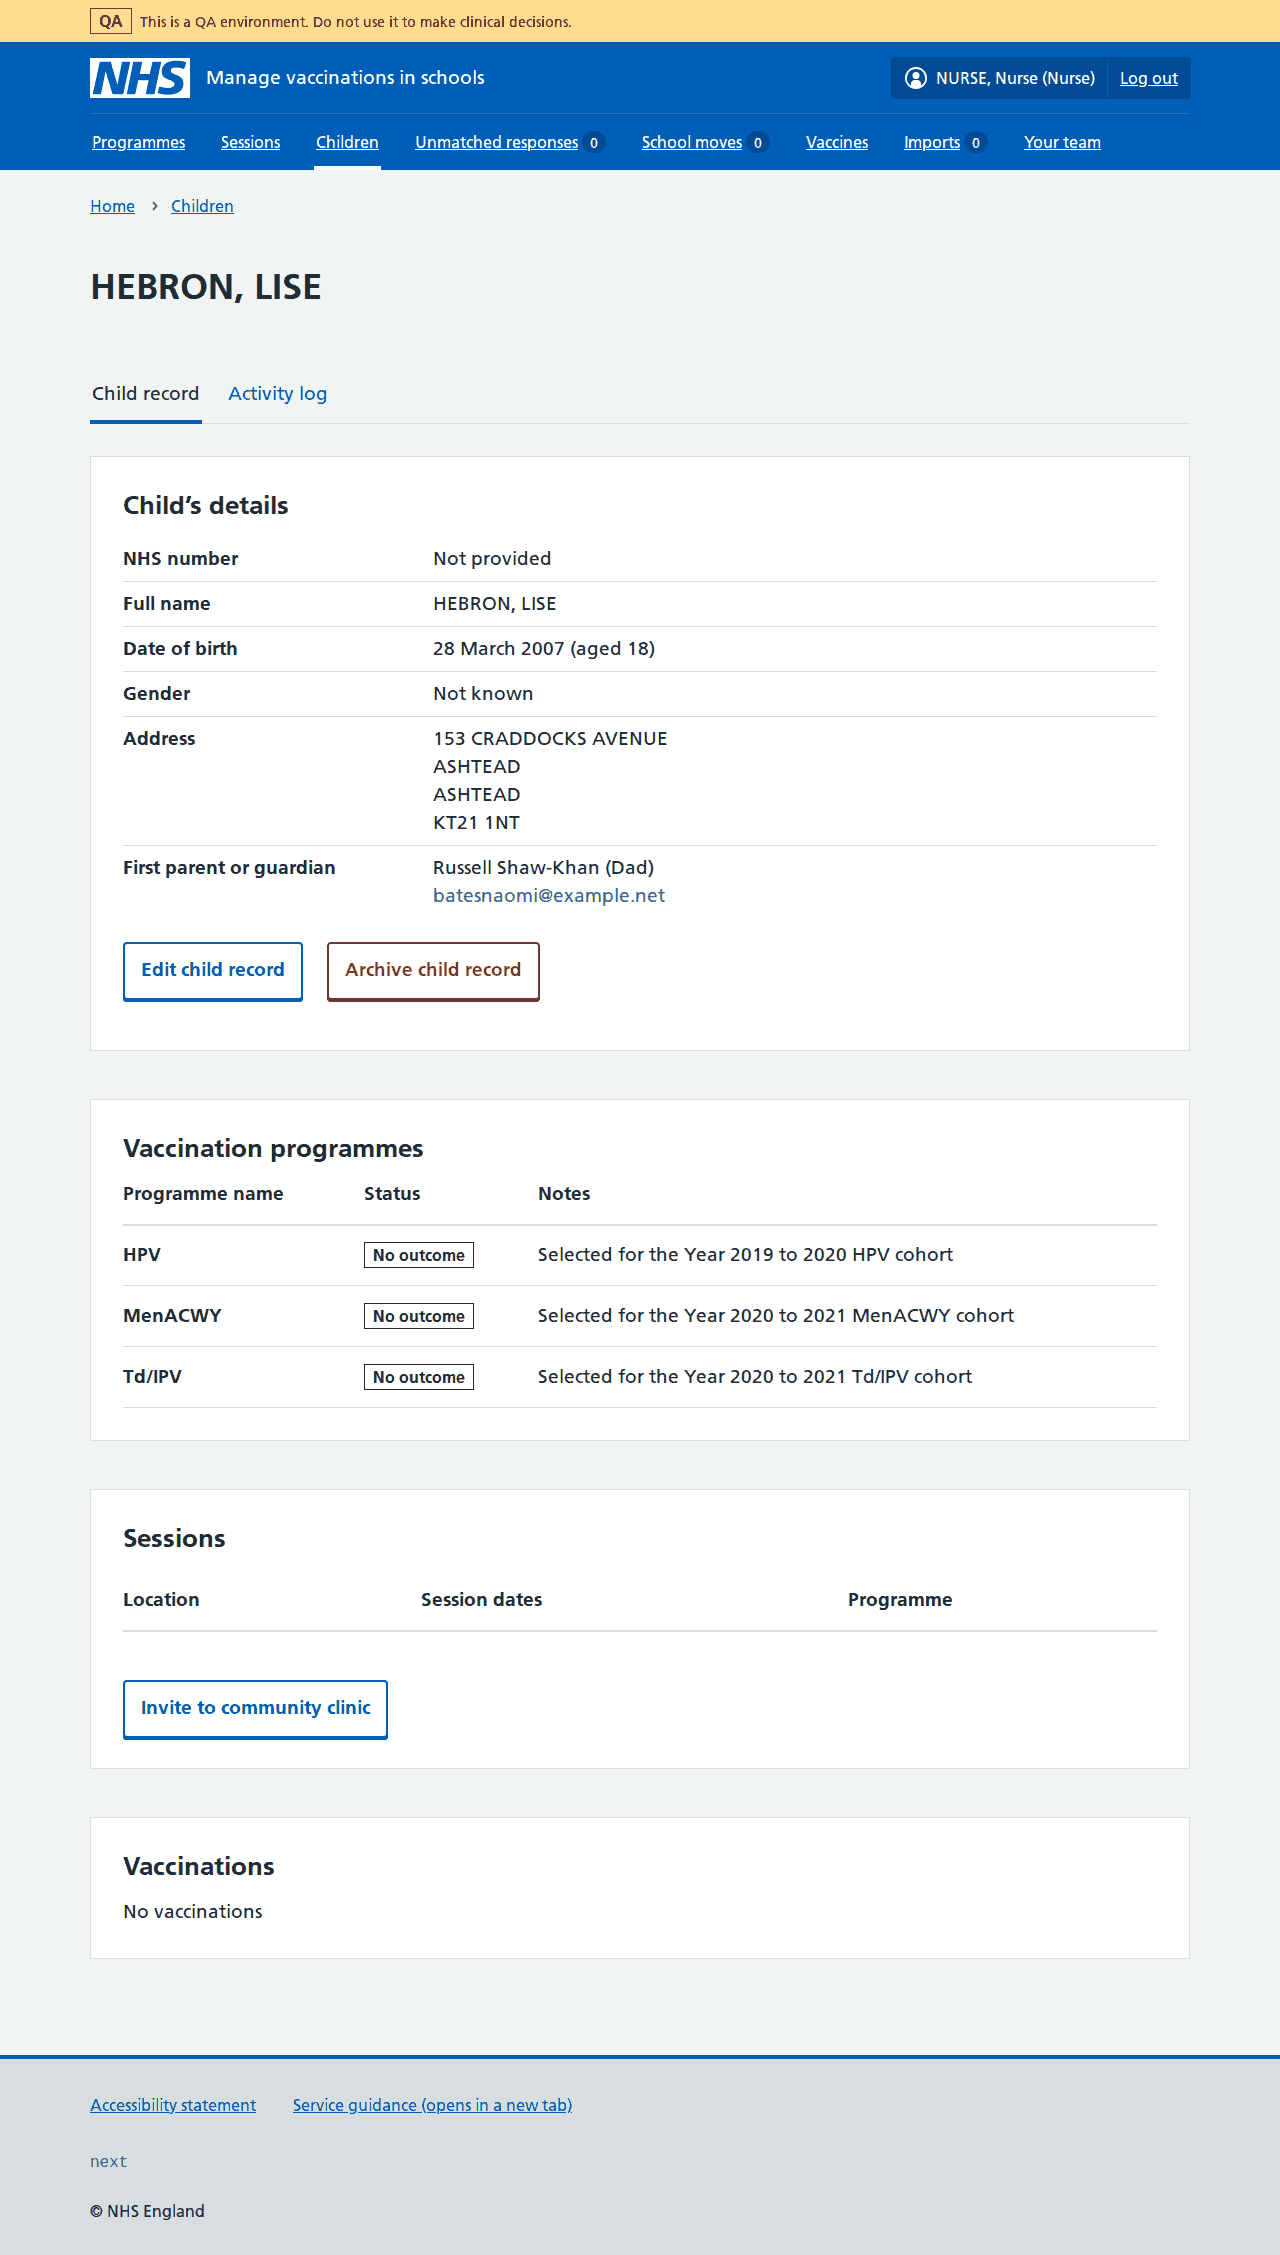 QA This is a QA environment. Do not use it to make clinical decisions.
NHS Manage vaccinations in schools NURSE, Nurse (Nurse) Log out
Programmes Sessions Children Unmatched responses 0 School moves 0 Vaccines Imports 0 Your team
Home › Children
HEBRON, LISE
Child record Activity log
Child’s details
NHS number Not provided
Full name HEBRON, LISE
Date of birth 28 March 2007 (aged 18)
Gender Not known
Address 153 CRADDOCKS AVENUE
ASHTEAD
ASHTEAD
KT21 1NT
First parent or guardian Russell Shaw-Khan (Dad)
batesnaomi@example.net
Edit child record Archive child record
Vaccination programmes
Programme name Status Notes
HPV No outcome Selected for the Year 2019 to 2020 HPV cohort
MenACWY No outcome Selected for the Year 2020 to 2021 MenACWY cohort
Td/IPV No outcome Selected for the Year 2020 to 2021 Td/IPV cohort
Sessions
Location Session dates Programme
Invite to community clinic
Vaccinations
No vaccinations
Accessibility statement Service guidance (opens in a new tab)
next
© NHS England